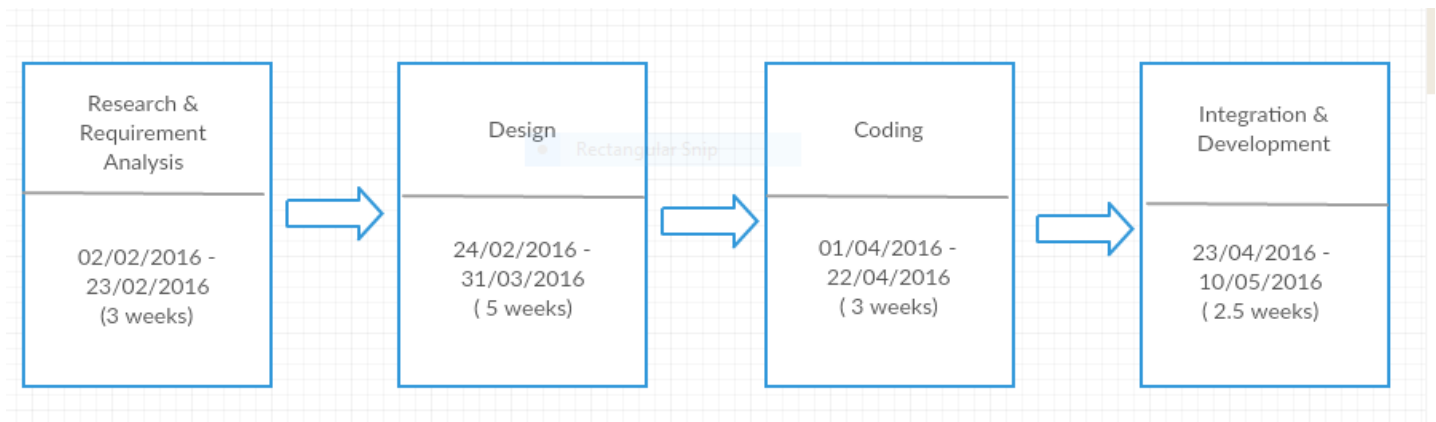 Research &
Requirement
Analysis
02/02/2016 -
23/02/2016
(3 weeks)
Design
Rectangular Snip
24/02/2016 -
31/03/2016
( 5 weeks)
Coding
01/04/2016 -
22/04/2016
( 3 weeks)
Integration &
Development
23/04/2016 -
10/05/2016
( 2.5 weeks)